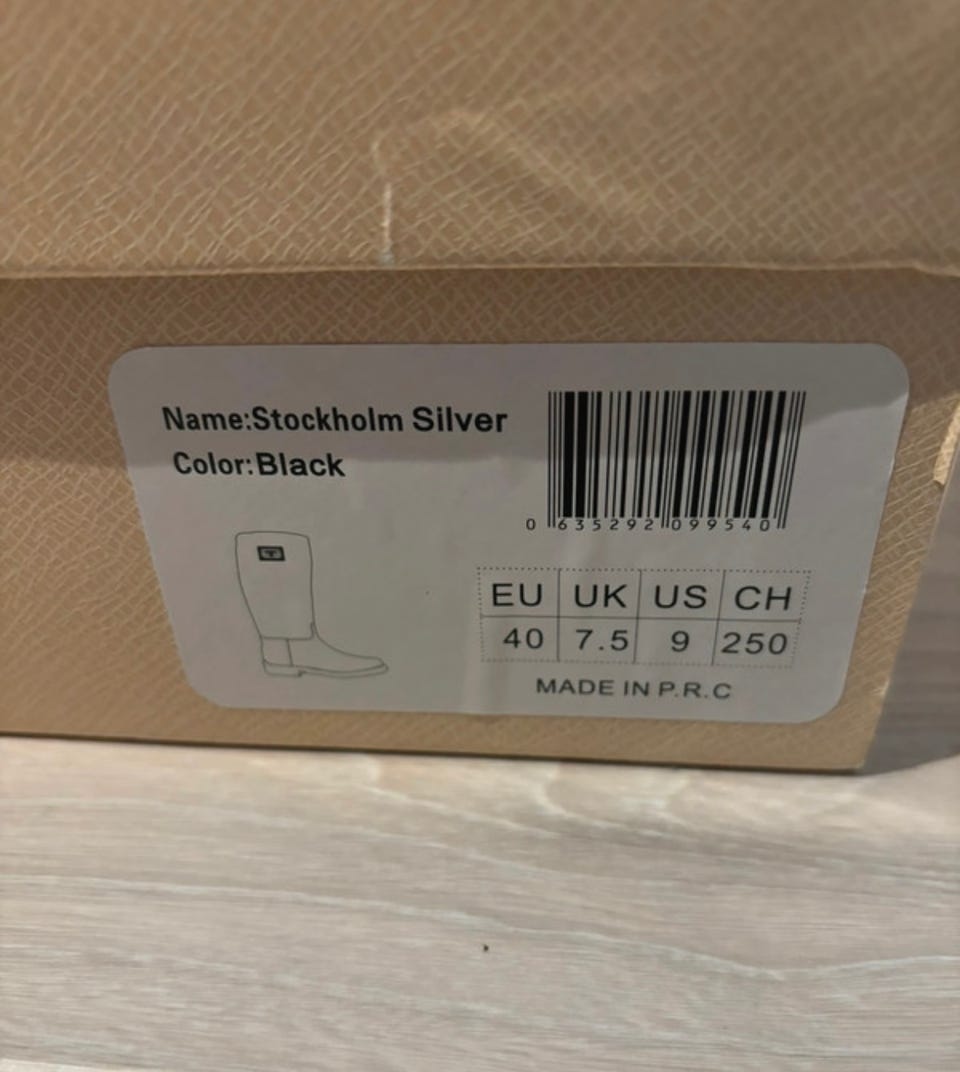 Name:Stockholm Silver
Color:Black
0 635292 099540
EU UK US CH
40 7.5 9 250
MADE IN P.R.C